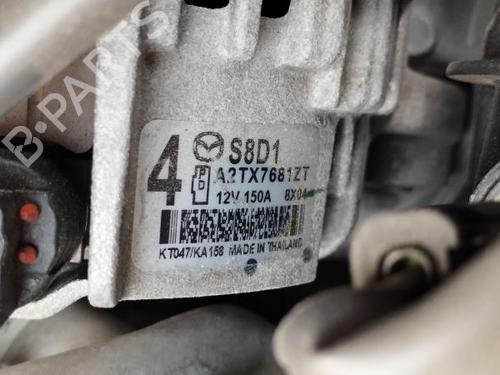 B-PARTS
4 S8D1
A2TX7681ZT
12V 150A 8X04
KT047/KA158 MADE IN THAILAND